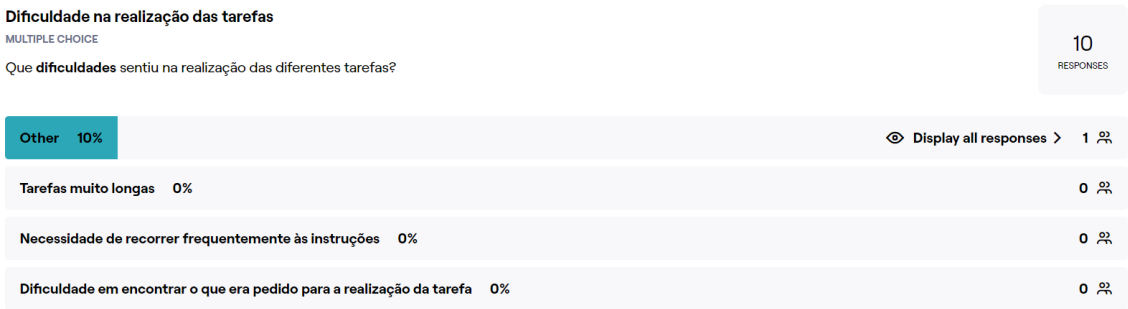 Dificuldade na realização das tarefas
MULTIPLE CHOICE
Que dificuldades sentiu na realização das diferentes tarefas?
10
RESPONSES
Other 10% Display all responses 1
Tarefas muito longas 0% 0
Necessidade de recorrer frequentemente às instruções 0% 0
Dificuldade em encontrar o que era pedido para a realização da tarefa 0% 0